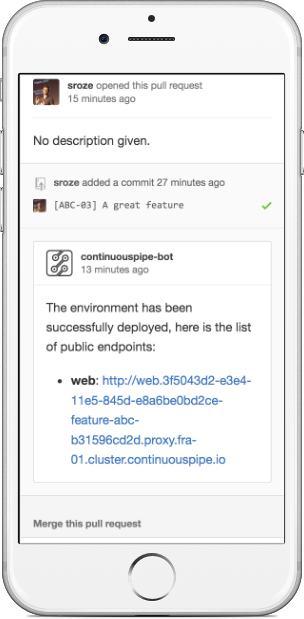 sroze opened this pull request
15 minutes ago
No description given.
sroze added a commit 27 minutes ago
[ABC-03] A great feature
continuouspipe-bot
13 minutes ago
The environment has been
successfully deployed, here is the list
of public endpoints:
web: http://web.3f5043d2-e3e4-
11e5-845d-e8a6be0bd2ce-
feature-abc-
b31596cd2d.proxy.fra-
01.cluster.continuouspipe.io
Merge this pull request